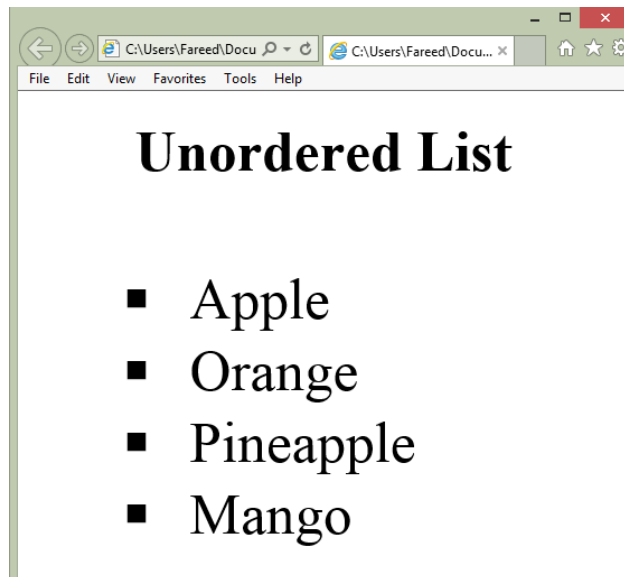 C:\Users\Fareed\Docu
C:\Users\Fareed\Docu...
File Edit View Favorites Tools Help
Unordered List
Apple
Orange
Pineapple
Mango